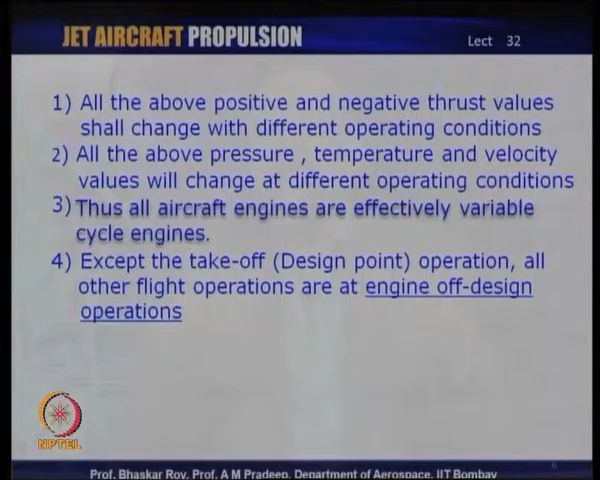 JET AIRCRAFT PROPULSION
Lect 32
1) All the above positive and negative thrust values
shall change with different operating conditions
2) All the above pressure , temperature and velocity
values will change at different operating conditions
3) Thus all aircraft engines are effectively variable
cycle engines.
4) Except the take-off (Design point) operation, all
other flight operations are at engine off-design
operations
NPTEL
Prof. Bhaskar Roy, Prof. A M Pradeep, Department of Aerospace, IIT Bombay